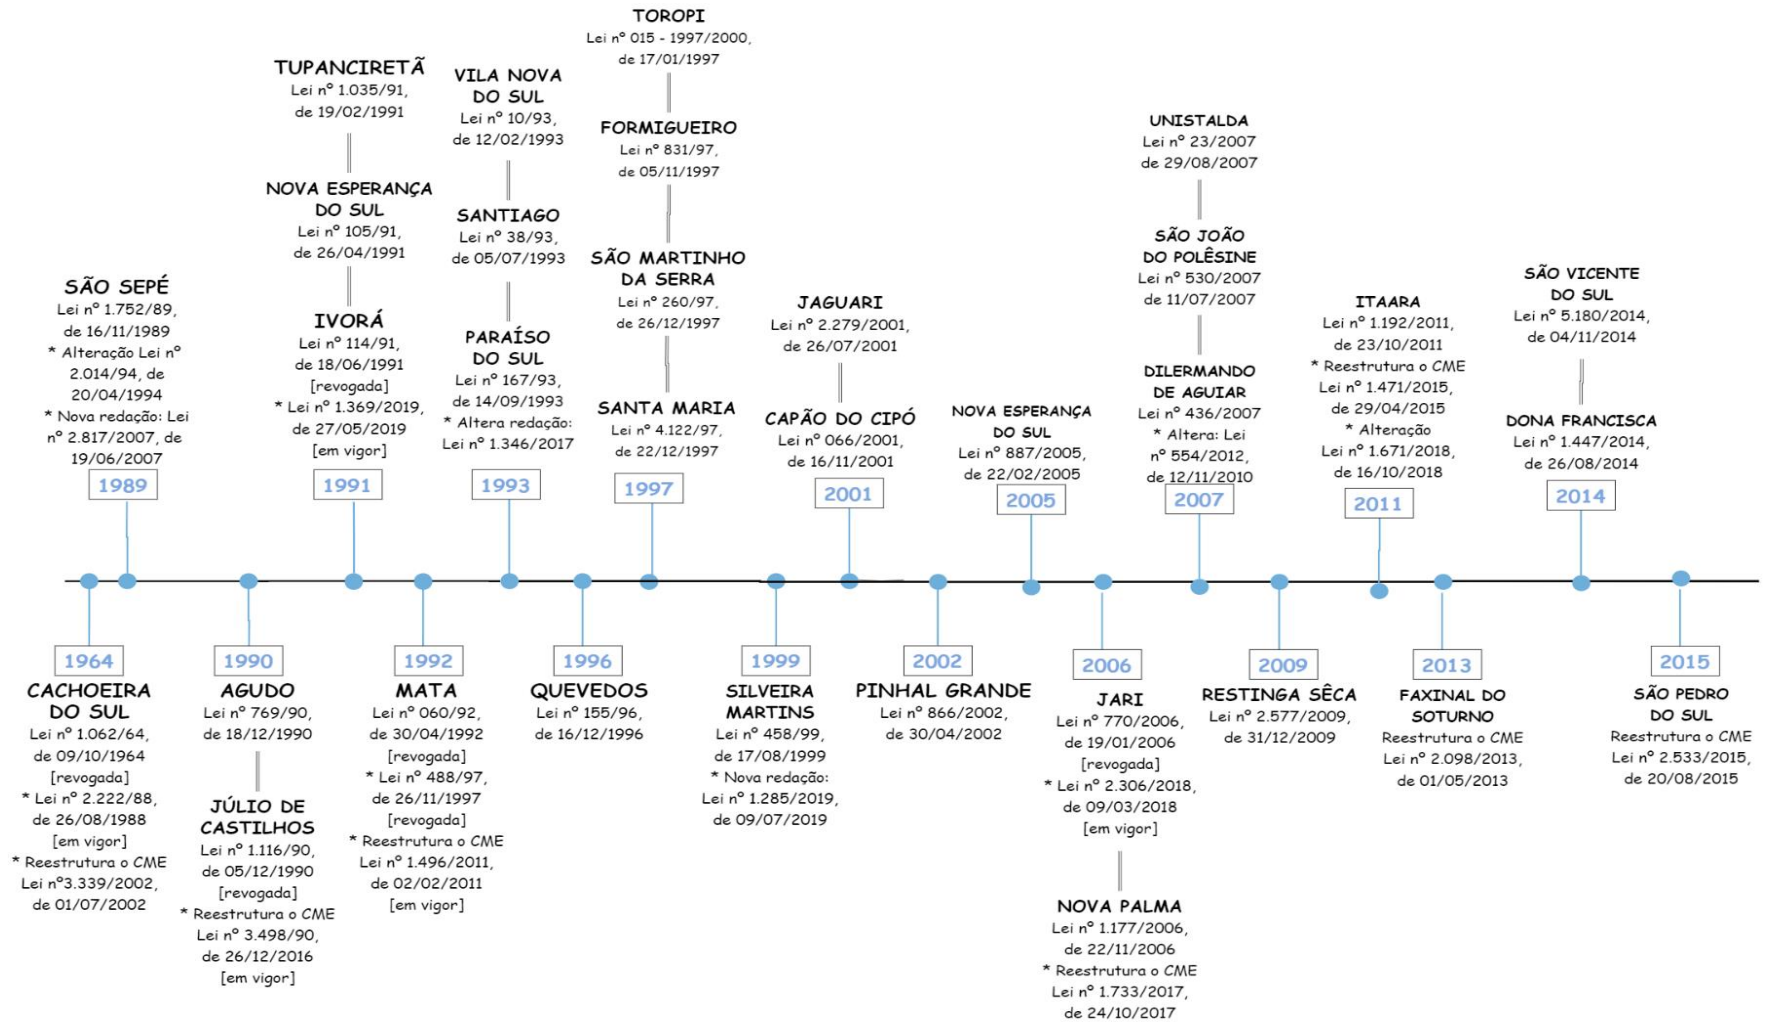 SÃO SEPÉ
Lei nº 1.752/89,
de 16/11/1989
* Alteração Lei nº
2.014/94, de
20/04/1994
* Nova redação: Lei
nº 2.817/2007, de
19/06/2007
1989
TUPANCIRETÃ
Lei nº 1.035/91,
de 19/02/1991
NOVA ESPERANÇA
DO SUL
Lei nº 105/91,
de 26/04/1991
IVORÁ
Lei nº 114/91,
de 18/06/1991
[revogada]
* Lei nº 1.369/2019,
de 27/05/2019
[em vigor]
1991
VILA NOVA
DO SUL
Lei nº 10/93,
de 12/02/1993
SANTIAGO
Lei nº 38/93,
de 05/07/1993
PARAÍSO
DO SUL
Lei nº 167/93,
de 14/09/1993
* Altera redação:
Lei nº 1.346/2017
1993
TOROPI
Lei nº 015 - 1997/2000,
de 17/01/1997
FORMIGUEIRO
Lei nº 831/97,
de 05/11/1997
SÃO MARTINHO
DA SERRA
Lei nº 260/97,
de 26/12/1997
SANTA MARIA
Lei nº 4.122/97,
de 22/12/1997
1997
JAGUARI
Lei nº 2.279/2001,
de 26/07/2001
CAPÃO DO CIPÓ
Lei nº 066/2001,
de 16/11/2001
2001
NOVA ESPERANÇA
DO SUL
Lei nº 887/2005,
de 22/02/2005
2005
UNISTALDA
Lei nº 23/2007
de 29/08/2007
SÃO JOÃO
DO POLÊSINE
Lei nº 530/2007
de 11/07/2007
DILERMANDO
DE AGUIAR
Lei nº 436/2007
* Altera: Lei
nº 554/2012,
de 12/11/2010
2007
ITAARA
Lei nº 1.192/2011,
de 23/10/2011
* Reestrutura o CME
Lei nº 1.471/2015,
de 29/04/2015
* Alteração
Lei nº 1.671/2018,
de 16/10/2018
2011
SÃO VICENTE
DO SUL
Lei nº 5.180/2014,
de 04/11/2014
DONA FRANCISCA
Lei nº 1.447/2014,
de 26/08/2014
2014
1964
CACHOEIRA
DO SUL
Lei nº 1.062/64,
de 09/10/1964
[revogada]
* Lei nº 2.222/88,
de 26/08/1988
[em vigor]
* Reestrutura o CME
Lei nº3.339/2002,
de 01/07/2002
1990
AGUDO
Lei nº 769/90,
de 18/12/1990
JÚLIO DE
CASTILHOS
Lei nº 1.116/90,
de 05/12/1990
[revogada]
* Reestrutura o CME
Lei nº 3.498/90,
de 26/12/2016
[em vigor]
1992
MATA
Lei nº 060/92,
de 30/04/1992
[revogada]
* Lei nº 488/97,
de 26/11/1997
[revogada]
* Reestrutura o CME
Lei nº 1.496/2011,
de 02/02/2011
[em vigor]
1996
QUEVEDOS
Lei nº 155/96,
de 16/12/1996
1999
SILVEIRA
MARTINS
Lei nº 458/99,
de 17/08/1999
* Nova redação:
Lei nº 1.285/2019,
de 09/07/2019
2002
PINHAL GRANDE
Lei nº 866/2002,
de 30/04/2002
2006
JARI
Lei nº 770/2006,
de 19/01/2006
[revogada]
* Lei nº 2.306/2018,
de 09/03/2018
[em vigor]
NOVA PALMA
Lei nº 1.177/2006,
de 22/11/2006
* Reestrutura o CME
Lei nº 1.733/2017,
de 24/10/2017
2009
RESTINGA SÊCA
Lei nº 2.577/2009,
de 31/12/2009
2013
FAXINAL DO
SOTURNO
Reestrutura o CME
Lei nº 2.098/2013,
de 01/05/2013
2015
SÃO PEDRO
DO SUL
Reestrutura o CME
Lei nº 2.533/2015,
de 20/08/2015